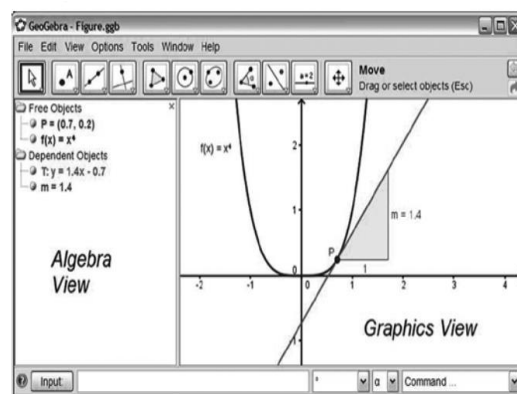 GeoGebra - Figure.ggb
File Edit View Options Tools Window Help
A
a=2
Move
Drag or select objects (Esc)
Free Objects
P = (0.7, 0.2)
f(x) = x⁴
Dependent Objects
T: y = 1.4x - 0.7
m = 1.4
Algebra
View
f(x) = x⁴
2
1
m = 1.4
P
1
-2 -1 0 1 2 3 4
-1
Graphics View
Input
α
Command ...